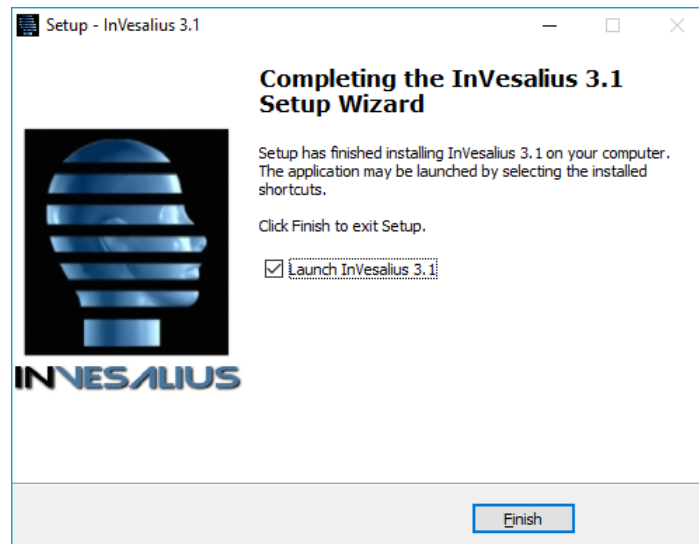 Setup - InVesalius 3.1
Completing the InVesalius 3.1
Setup Wizard
Setup has finished installing InVesalius 3.1 on your computer.
The application may be launched by selecting the installed
shortcuts.
Click Finish to exit Setup.
Launch InVesalius 3.1
INVESALIUS
Finish